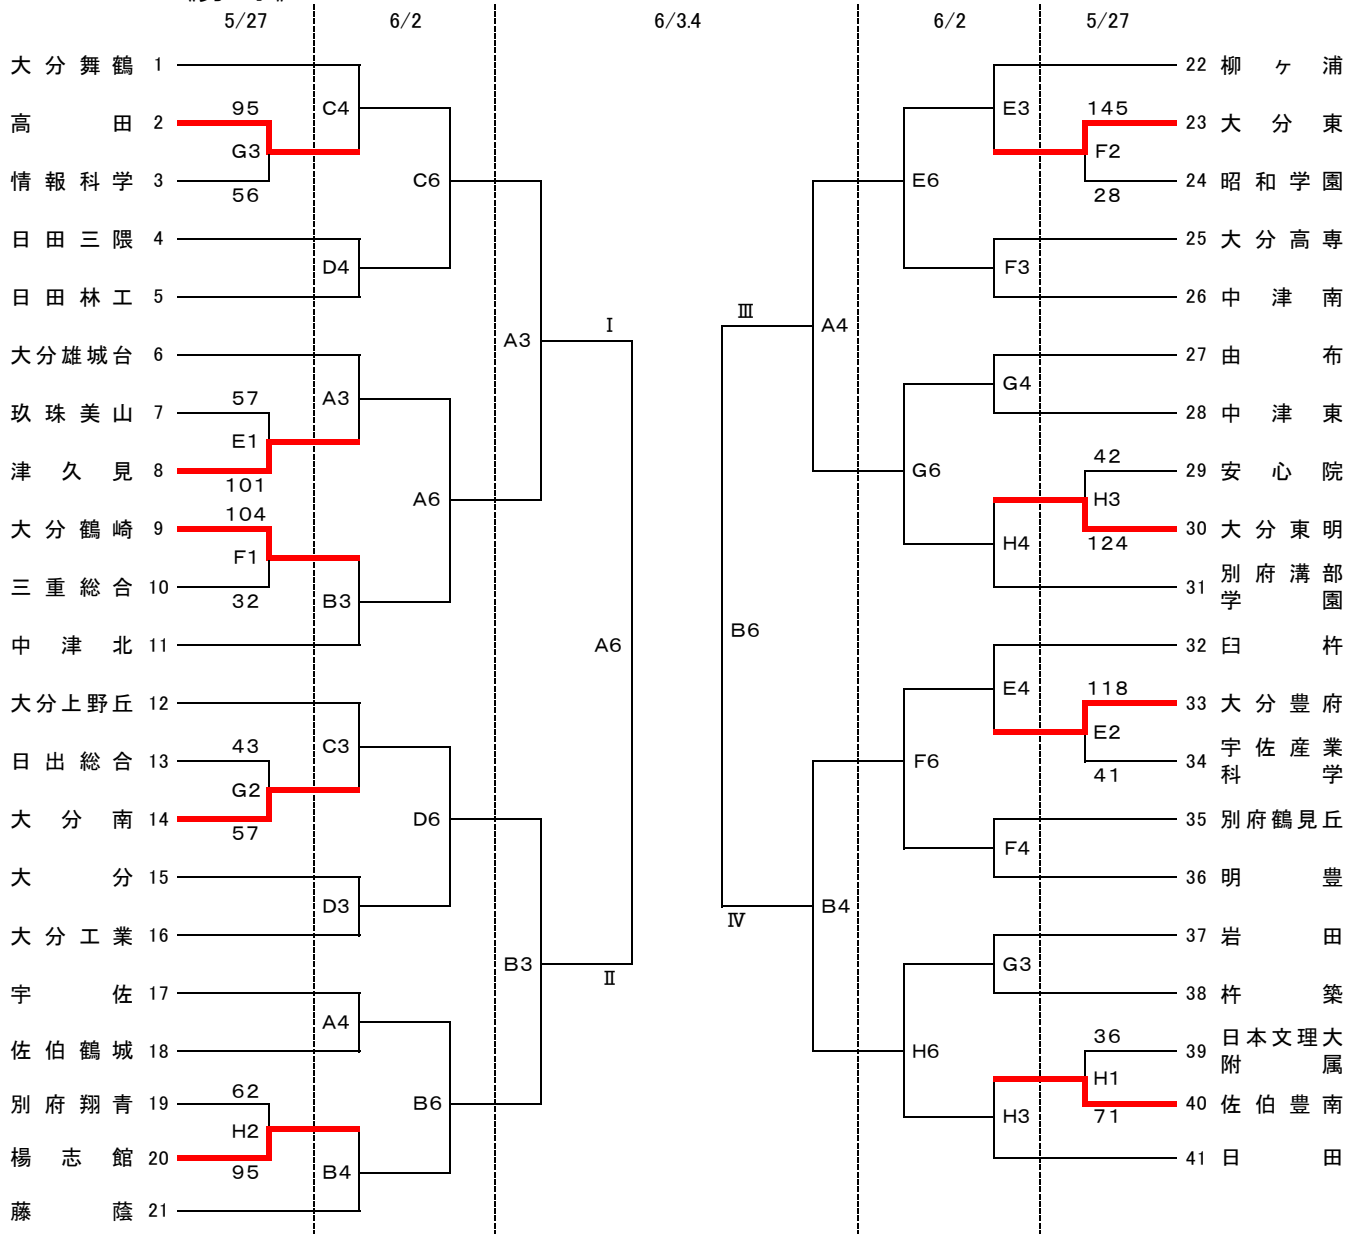 5/27 6/2 6/3.4 6/2 5/27
大分舞鶴 1
高田 2
情報科学 3
日田三隈 4
日田林工 5
大分雄城台 6
玖珠美山 7
津久見 8
大分鶴崎 9
三重総合 10
中津北 11
大分上野丘 12
日出総合 13
大分南 14
大分 15
大分工業 16
宇佐 17
佐伯鶴城 18
別府翔青 19
楊志館 20
藤蔭 21
95
G3
56
57
E1
101
104
F1
32
43
G2
57
62
H2
95
C4
D4
A3
B3
C3
D3
A4
B4
C6
A6
D6
B6
A3
B3
Ⅰ
A6
Ⅱ
Ⅲ
B6
Ⅳ
A4
B4
E6
G6
F6
H6
E3
F3
G4
H4
E4
F4
G3
H3
145
F2
28
42
H3
124
118
E2
41
36
H1
71
22 柳ヶ浦
23 大分東
24 昭和学園
25 大分高専
26 中津南
27 由布
28 中津東
29 安心院
30 大分東明
31 別府溝部
学園
32 臼杵
33 大分豊府
34 宇佐産業
科学
35 別府鶴見丘
36 明豊
37 岩田
38 杵築
39 日本文理大
附属
40 佐伯豊南
41 日田